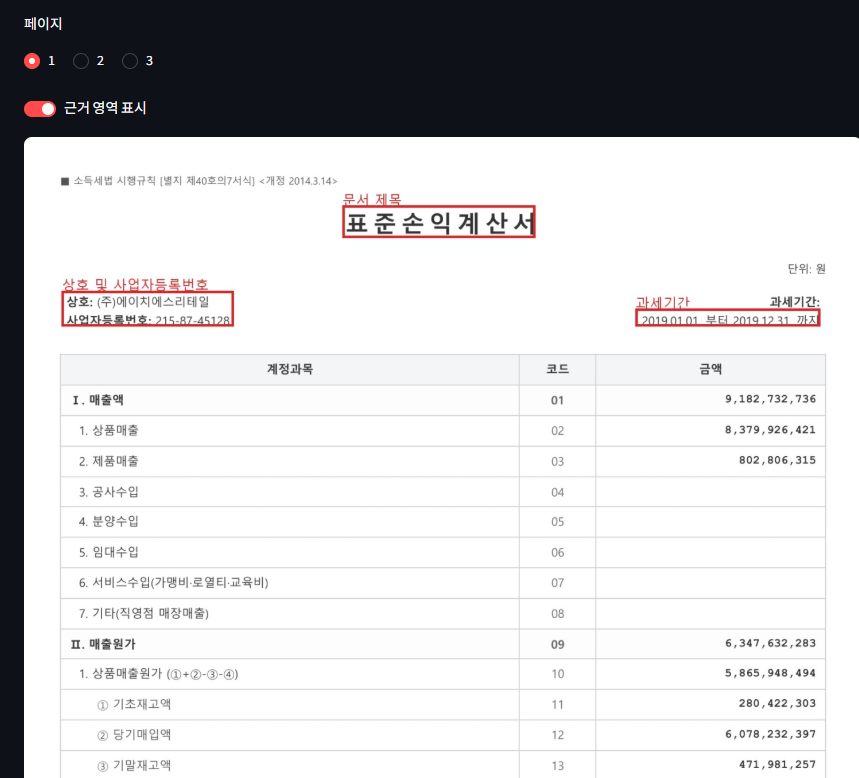 페이지
1 2 3
근거 영역 표시
■ 소득세법 시행규칙 [별지 제40호의7서식] <개정 2014.3.14>
문서 제목
표준손익계산서
단위: 원
상호 및 사업자등록번호
상호: (주)에이치에스리테일
사업자등록번호: 215-87-45128
과세기간 과세기간:
2019.01.01. 부터 2019.12.31. 까지
계정과목 코드 금액
Ⅰ. 매출액 01 9,182,732,736
1. 상품매출 02 8,379,926,421
2. 제품매출 03 802,806,315
3. 공사수입 04
4. 분양수입 05
5. 임대수입 06
6. 서비스수입(가맹비·로열티·교육비) 07
7. 기타(직영점 매장매출) 08
Ⅱ. 매출원가 09 6,347,632,283
1. 상품매출원가 (①+②-③-④) 10 5,865,948,494
① 기초재고액 11 280,422,303
② 당기매입액 12 6,078,232,397
③ 기말재고액 13 471,981,257